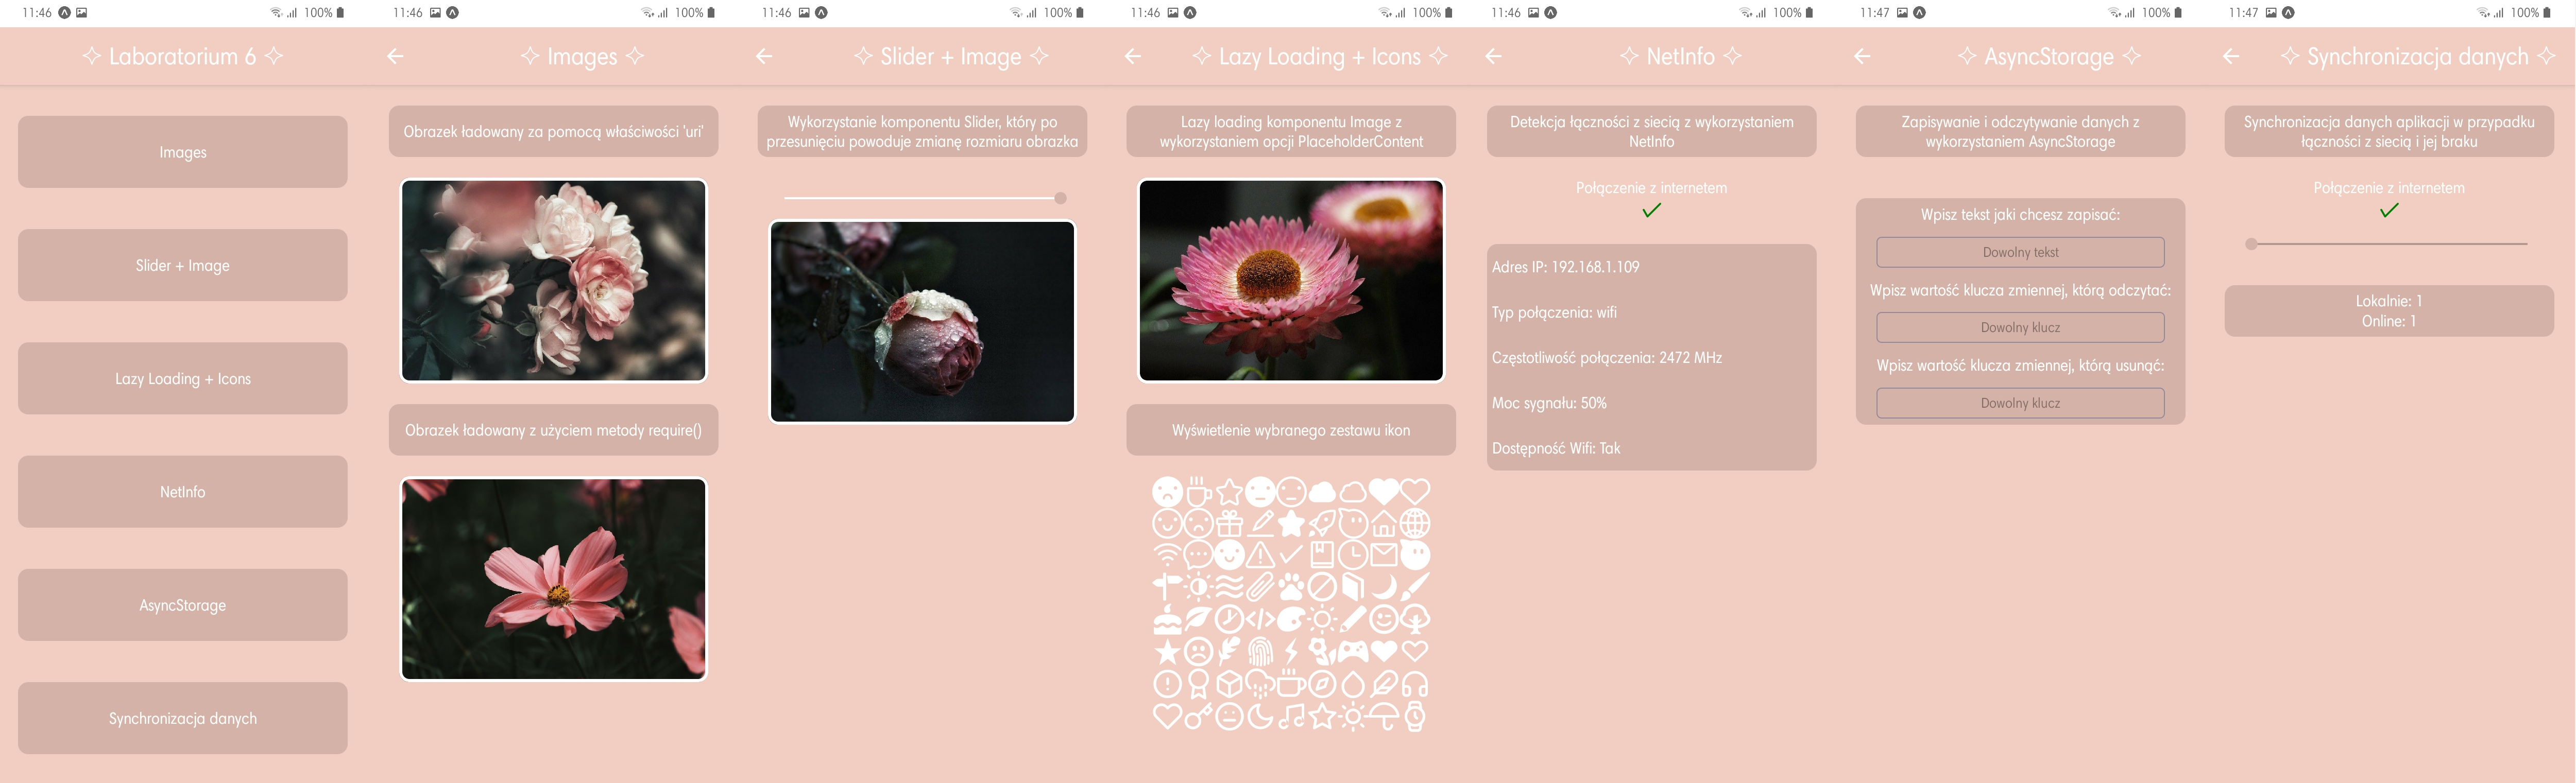 11:46 100%
✧ Laboratorium 6 ✧
Images
Slider + Image
Lazy Loading + Icons
NetInfo
AsyncStorage
Synchronizacja danych
11:46 100%
✧ Images ✧
Obrazek ładowany za pomocą właściwości 'uri'
Obrazek ładowany z użyciem metody require()
11:46 100%
✧ Slider + Image ✧
Wykorzystanie komponentu Slider, który po
przesunięciu powoduje zmianę rozmiaru obrazka
11:46 100%
✧ Lazy Loading + Icons ✧
Lazy loading komponentu Image z
wykorzystaniem opcji PlaceholderContent
Wyświetlenie wybranego zestawu ikon
11:46 100%
✧ NetInfo ✧
Detekcja łączności z siecią z wykorzystaniem
NetInfo
Połączenie z internetem
Adres IP: 192.168.1.109
Typ połączenia: wifi
Częstotliwość połączenia: 2472 MHz
Moc sygnału: 50%
Dostępność Wifi: Tak
11:47 100%
✧ AsyncStorage ✧
Zapisywanie i odczytywanie danych z
wykorzystaniem AsyncStorage
Wpisz tekst jaki chcesz zapisać:
Dowolny tekst
Wpisz wartość klucza zmiennej, którą odczytać:
Dowolny klucz
Wpisz wartość klucza zmiennej, którą usunąć:
Dowolny klucz
11:47 100%
✧ Synchronizacja danych ✧
Synchronizacja danych aplikacji w przypadku
łączności z siecią i jej braku
Połączenie z internetem
Lokalnie: 1
Online: 1